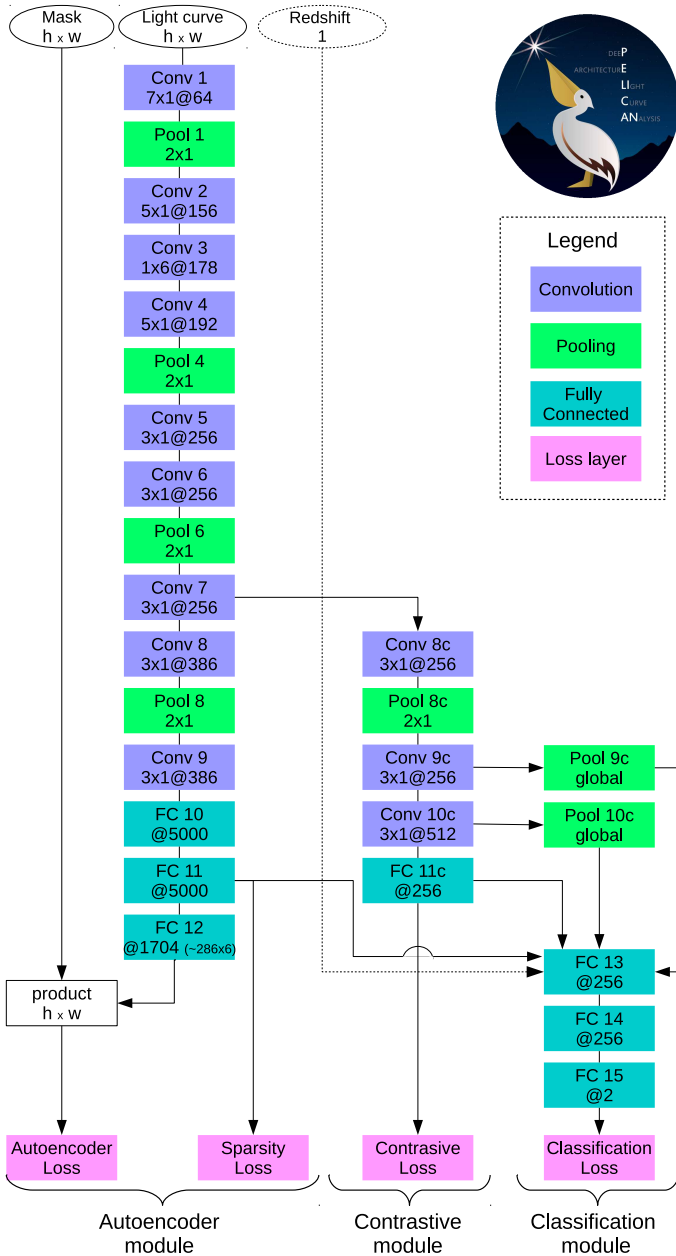 Mask
h x w
Light curve
h x w
Redshift
1
DEEP
ARCHITECTURE
LIGHT
CURVE
ANALYSIS
Conv 1
7x1@64
Pool 1
2x1
Conv 2
5x1@156
Conv 3
1x6@178
Conv 4
5x1@192
Pool 4
2x1
Conv 5
3x1@256
Conv 6
3x1@256
Pool 6
2x1
Conv 7
3x1@256
Conv 8
3x1@386
Pool 8
2x1
Conv 9
3x1@386
FC 10
@5000
FC 11
@5000
FC 12
@1704 (~286x6)
product
h x w
Conv 8c
3x1@256
Pool 8c
2x1
Conv 9c
3x1@256
Conv 10c
3x1@512
FC 11c
@256
Pool 9c
global
Pool 10c
global
FC 13
@256
FC 14
@256
FC 15
@2
Legend
Convolution
Pooling
Fully
Connected
Loss layer
Autoencoder
Loss
Sparsity
Loss
Contrasive
Loss
Classification
Loss
Autoencoder
module
Contrastive
module
Classification
module